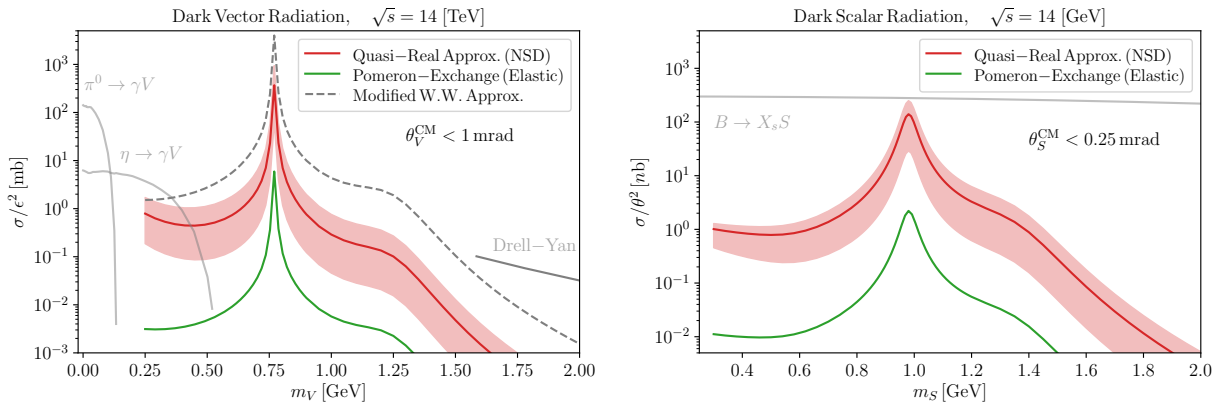 Dark Vector Radiation, √s = 14 [TeV]
σ/ϵ² [mb]
10³
10²
10¹
10⁰
10⁻¹
10⁻²
10⁻³
Quasi−Real Approx. (NSD)
Pomeron−Exchange (Elastic)
Modified W.W. Approx.
π⁰ → γV
η → γV
θ_V^CM < 1 mrad
Drell−Yan
0.00 0.25 0.50 0.75 1.00 1.25 1.50 1.75 2.00
m_V [GeV]
Dark Scalar Radiation, √s = 14 [GeV]
σ/θ² [nb]
10³
10²
10¹
10⁰
10⁻¹
10⁻²
Quasi−Real Approx. (NSD)
Pomeron−Exchange (Elastic)
B → X_s S
θ_S^CM < 0.25 mrad
0.4 0.6 0.8 1.0 1.2 1.4 1.6 1.8 2.0
m_S [GeV]